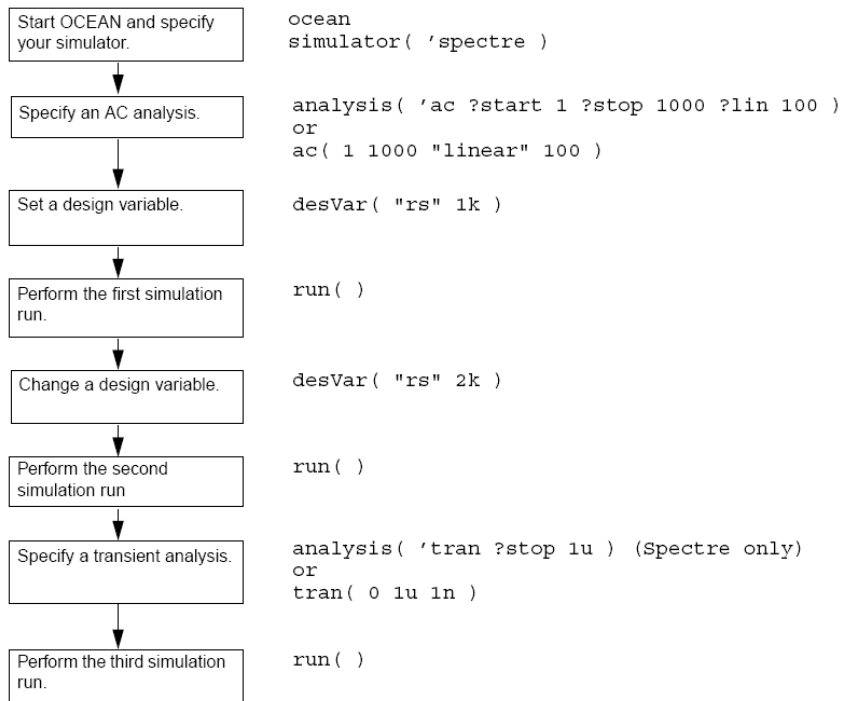 Start OCEAN and specify
your simulator.
ocean
simulator( ’spectre )
Specify an AC analysis.
analysis( ’ac ?start 1 ?stop 1000 ?lin 100 )
or
ac( 1 1000 "linear" 100 )
Set a design variable.
desVar( "rs" 1k )
Perform the first simulation
run.
run( )
Change a design variable.
desVar( "rs" 2k )
Perform the second
simulation run
run( )
Specify a transient analysis.
analysis( ’tran ?stop 1u ) (Spectre only)
or
tran( 0 1u 1n )
Perform the third simulation
run.
run( )